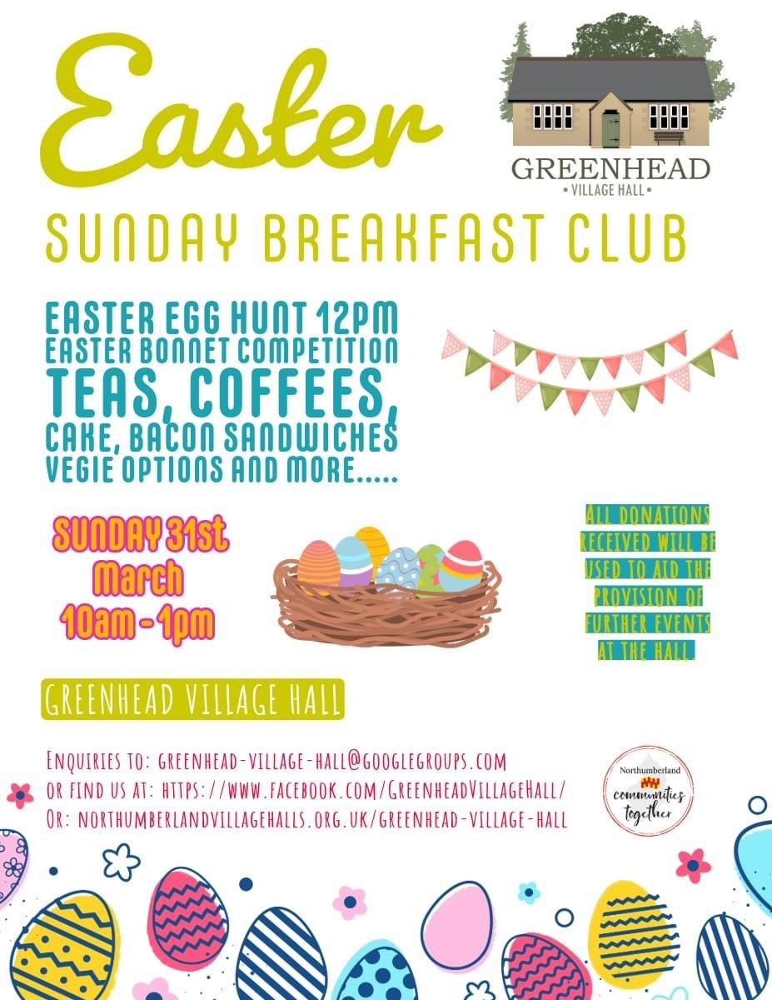 Easter
GREENHEAD
• VILLAGE HALL •
SUNDAY BREAKFAST CLUB
EASTER EGG HUNT 12PM
EASTER BONNET COMPETITION
TEAS, COFFEES,
CAKE, BACON SANDWICHES
VEGIE OPTIONS AND MORE.....
SUNDAY 31st
March
10am - 1pm
ALL DONATIONS
RECEIVED WILL BE
USED TO AID THE
PROVISION OF
FURTHER EVENTS
AT THE HALL.
GREENHEAD VILLAGE HALL
ENQUIRIES TO: GREENHEAD-VILLAGE-HALL@GOOGLEGROUPS.COM
OR FIND US AT: HTTPS://WWW.FACEBOOK.COM/GREENHEADVILLAGEHALL/
OR: NORTHUMBERLANDVILLAGEHALLS.ORG.UK/GREENHEAD-VILLAGE-HALL
Northumberland
communities
together